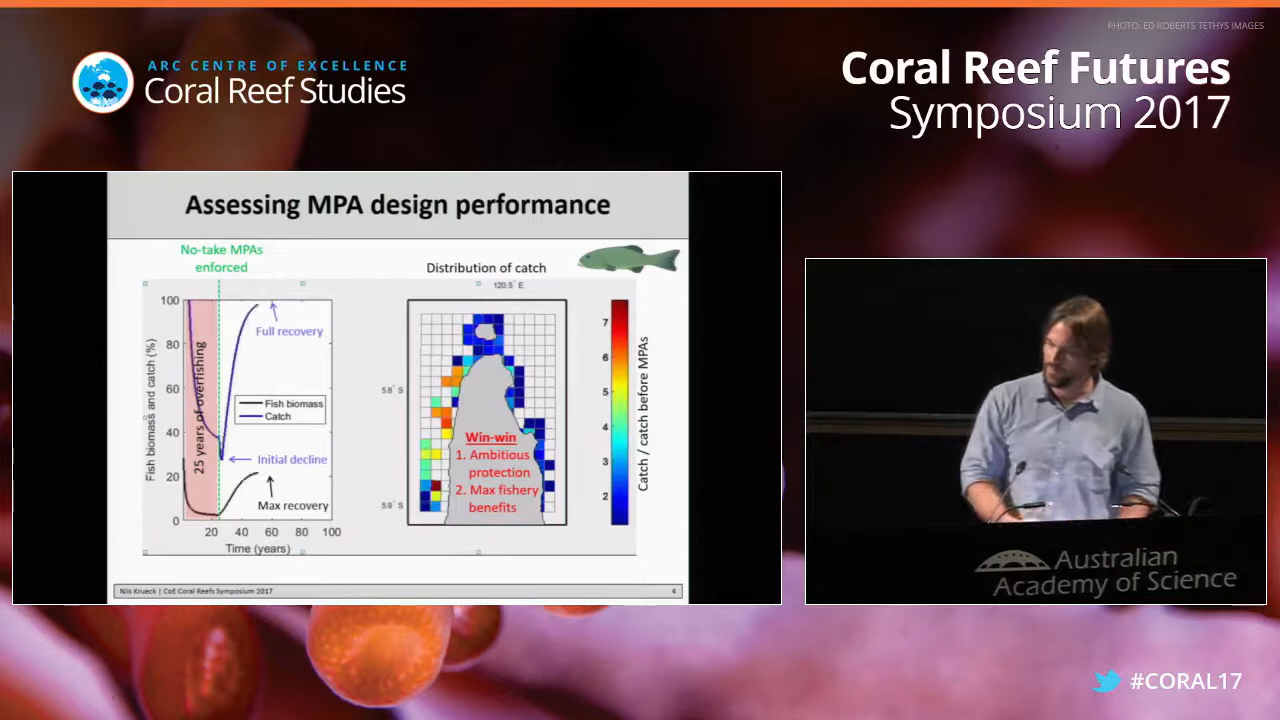 PHOTO: ED ROBERTS TETHYS IMAGES
ARC CENTRE OF EXCELLENCE
Coral Reef Studies
Coral Reef Futures
Symposium 2017
Assessing MPA design performance
No-take MPAs
enforced
Distribution of catch
120.5° E
100
80
60
40
20
0
Fish biomass and catch (%)
25 years of overfishing
Full recovery
Fish biomass
Catch
Initial decline
Max recovery
20
40
60
80
100
Time (years)
5.8° S
5.9° S
Win-win
1. Ambitious
protection
2. Max fishery
benefits
7
6
5
4
3
2
Catch / catch before MPAs
Nils Krueck | CoE Coral Reefs Symposium 2017
4
Australian
Academy of Science
#CORAL17